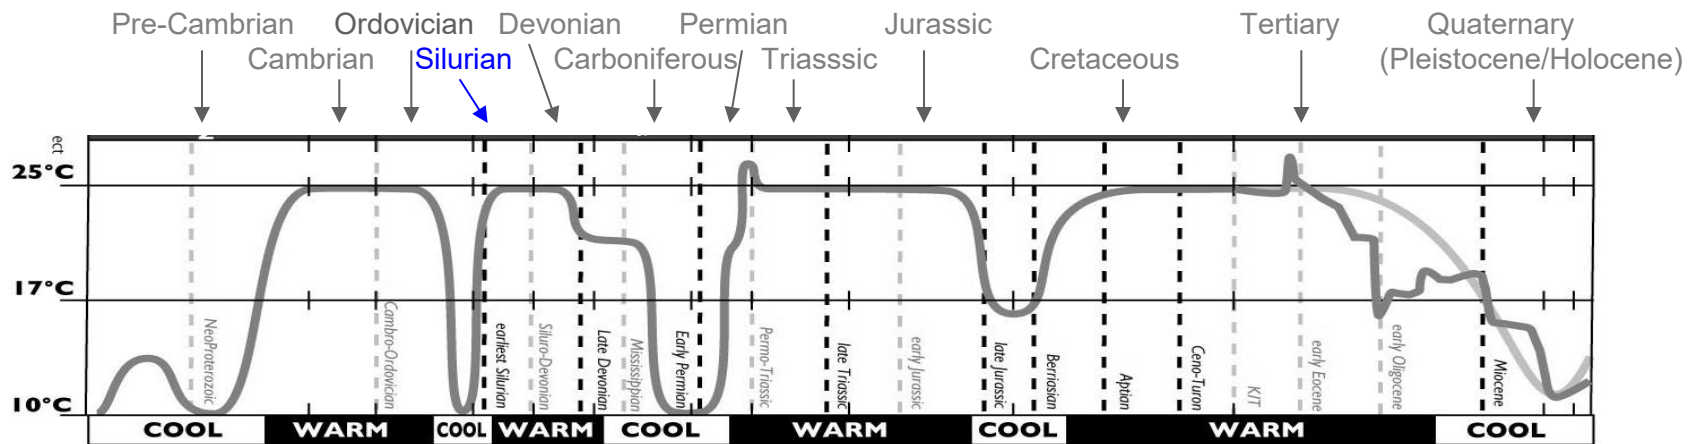 Pre-Cambrian Ordovician Devonian Permian Jurassic Tertiary Quaternary
Cambrian Silurian Carboniferous Triasssic Cretaceous (Pleistocene/Holocene)
ect
25°C
17°C
10°C
NeoProterozoic
Cambro-Ordovician
earliest Silurian
Siluro-Devonian
Late Devonian
Mississippian
Early Permian
Permo-Triassic
late Triassic
early Jurassic
late Jurassic
Berriasian
Aptian
Ceno-Turon
K/T
early Eocene
early Oligocene
Miocene
COOL WARM COOL WARM COOL WARM COOL WARM COOL